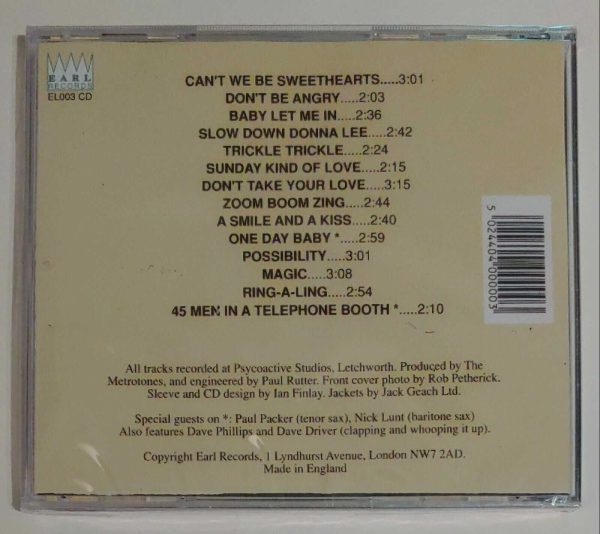 EARL
RECORDS
EL003 CD
CAN'T WE BE SWEETHEARTS.....3:01
DON'T BE ANGRY.....2:03
BABY LET ME IN.....2:36
SLOW DOWN DONNA LEE.....2:42
TRICKLE TRICKLE.....2:24
SUNDAY KIND OF LOVE.....2:15
DON'T TAKE YOUR LOVE.....3:15
ZOOM BOOM ZING.....2:44
A SMILE AND A KISS.....2:40
ONE DAY BABY *.....2:59
POSSIBILITY.....3:01
MAGIC.....3:08
RING-A-LING.....2:54
45 MEN IN A TELEPHONE BOOTH *.....2:10
5 024404 000003
All tracks recorded at Psycoactive Studios, Letchworth. Produced by The
Metrotones, and engineered by Paul Rutter. Front cover photo by Rob Petherick.
Sleeve and CD design by Ian Finlay. Jackets by Jack Geach Ltd.
Special guests on *: Paul Packer (tenor sax), Nick Lunt (baritone sax)
Also features Dave Phillips and Dave Driver (clapping and whooping it up).
Copyright Earl Records, 1 Lyndhurst Avenue, London NW7 2AD.
Made in England